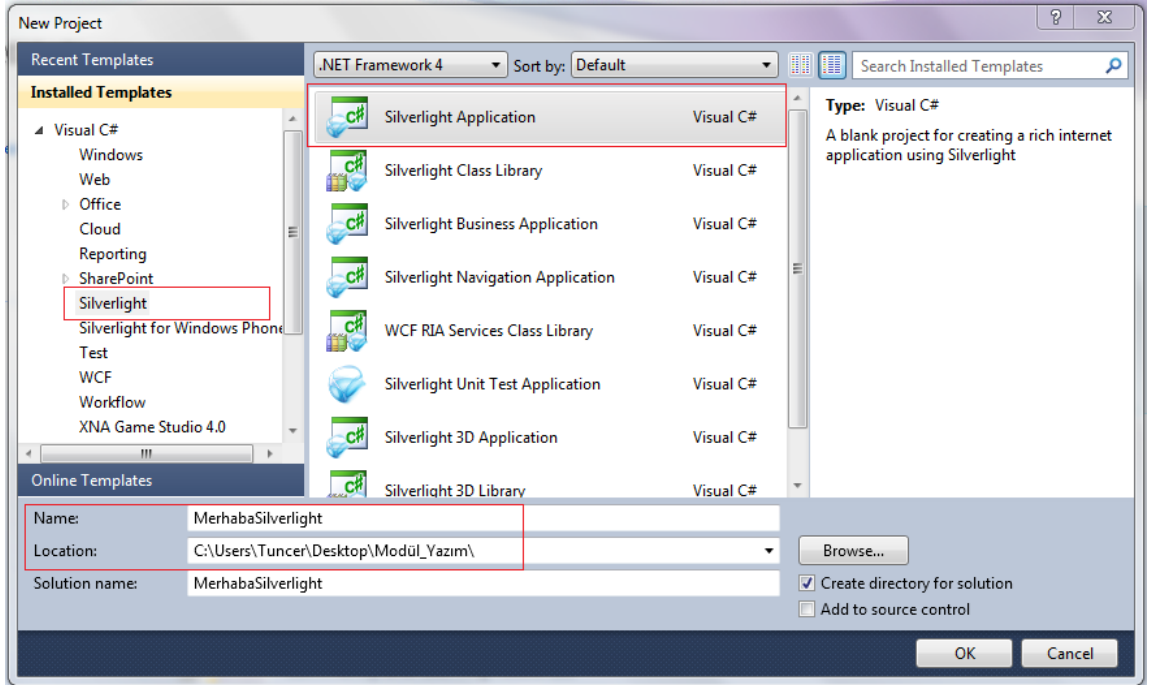 New Project
Recent Templates
Installed Templates
Visual C#
Windows
Web
Office
Cloud
Reporting
SharePoint
Silverlight
Silverlight for Windows Phone
Test
WCF
Workflow
XNA Game Studio 4.0
Online Templates
.NET Framework 4 Sort by: Default
Search Installed Templates
Silverlight Application Visual C#
Silverlight Class Library Visual C#
Silverlight Business Application Visual C#
Silverlight Navigation Application Visual C#
WCF RIA Services Class Library Visual C#
Silverlight Unit Test Application Visual C#
Silverlight 3D Application Visual C#
Silverlight 3D Library Visual C#
Type: Visual C#
A blank project for creating a rich internet
application using Silverlight
Name: MerhabaSilverlight
Location: C:\Users\Tuncer\Desktop\Modül_Yazım\
Browse...
Solution name: MerhabaSilverlight
Create directory for solution
Add to source control
OK Cancel